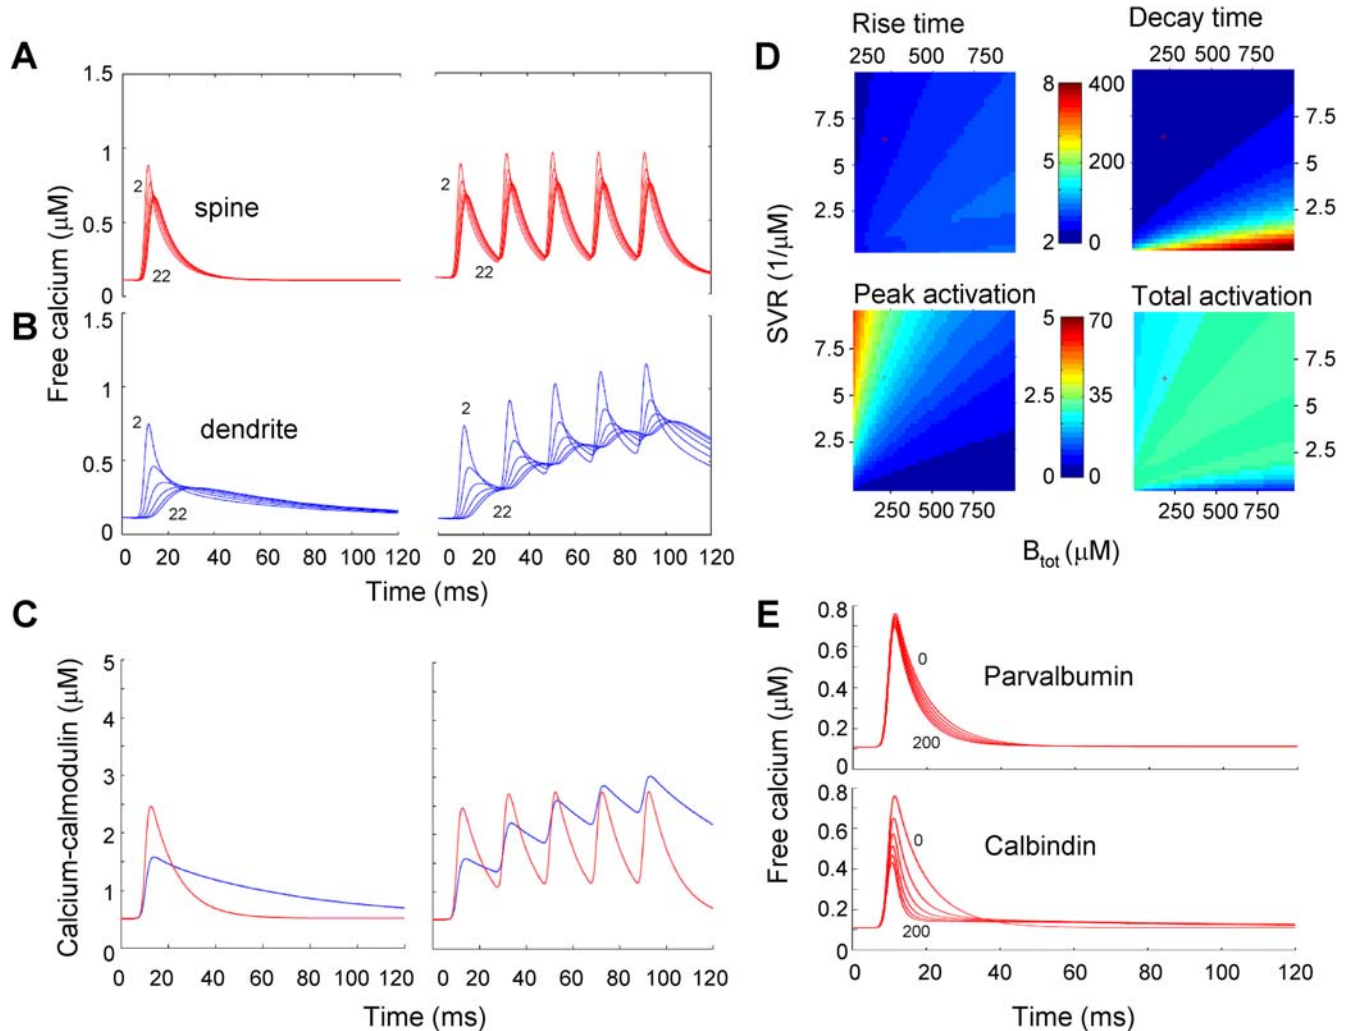 A
1.5
1
0.5
0
2
22
spine
2
22
Free calcium (μM)
B
1.5
1
0.5
0
2
22
dendrite
2
22
0 20 40 60 80 100 120
0 20 40 60 80 100 120
Time (ms)
C
5
4
3
2
1
0
Calcium-calmodulin (μM)
0 20 40 60 80 100 120
0 20 40 60 80 100 120
Time (ms)
D
Rise time
250 500 750
7.5
5
2.5
8 400
5 200
2 0
Decay time
250 500 750
7.5
5
2.5
SVR (1/μM)
Peak activation
7.5
5
2.5
250 500 750
5 70
2.5 35
0 0
Total activation
7.5
5
2.5
250 500 750
Btot (μM)
E
0.8
0.6
0.4
0.2
0
0
200
Parvalbumin
0 20 40 60 80 100 120
Free calcium (μM)
0.8
0.6
0.4
0.2
0
0
200
Calbindin
0 20 40 60 80 100 120
Time (ms)